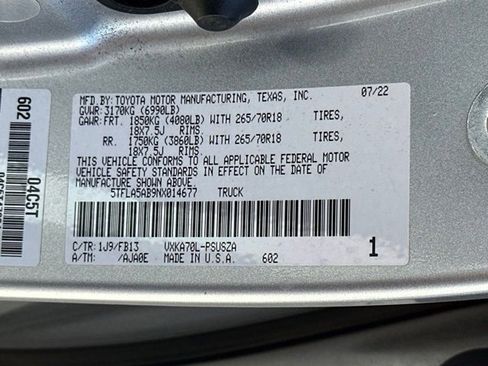 MFD.BY:TOYOTA MOTOR MANUFACTURING, TEXAS, INC. 07/22
GVWR:3170KG (6990LB)
GAWR:FRT. 1850KG (4080LB) WITH 265/70R18 TIRES,
18X7.5J RIMS.
RR. 1750KG (3860LB) WITH 265/70R18 TIRES,
18X7.5J RIMS.
THIS VEHICLE CONFORMS TO ALL APPLICABLE FEDERAL MOTOR
VEHICLE SAFETY STANDARDS IN EFFECT ON THE DATE OF
MANUFACTURE SHOWN ABOVE.
5TFLA5AB9NX014677 TRUCK
C/TR:1J9/FB13 VXKA70L-PSUSZA 1
A/TM: /AJA0E MADE IN U.S.A. 602
602
04C5T